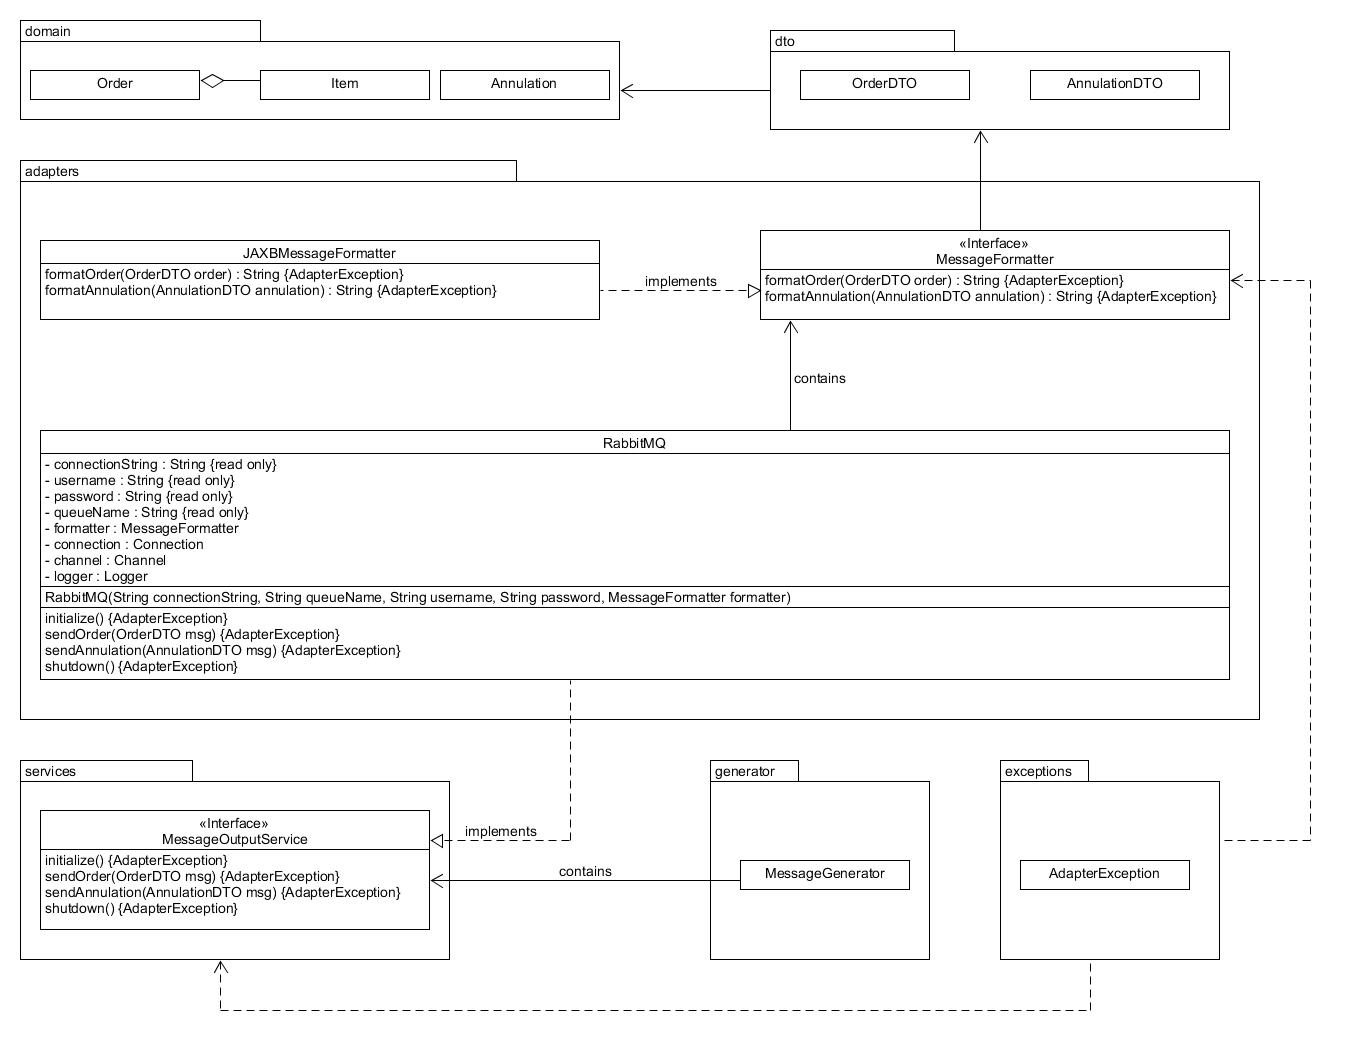 domain
Order
Item
Annulation
dto
OrderDTO
AnnulationDTO
adapters
JAXBMessageFormatter
formatOrder(OrderDTO order) : String {AdapterException}
formatAnnulation(AnnulationDTO annulation) : String {AdapterException}
implements
«Interface»
MessageFormatter
formatOrder(OrderDTO order) : String {AdapterException}
formatAnnulation(AnnulationDTO annulation) : String {AdapterException}
contains
RabbitMQ
- connectionString : String {read only}
- username : String {read only}
- password : String {read only}
- queueName : String {read only}
- formatter : MessageFormatter
- connection : Connection
- channel : Channel
- logger : Logger
RabbitMQ(String connectionString, String queueName, String username, String password, MessageFormatter formatter)
initialize() {AdapterException}
sendOrder(OrderDTO msg) {AdapterException}
sendAnnulation(AnnulationDTO msg) {AdapterException}
shutdown() {AdapterException}
services
«Interface»
MessageOutputService
initialize() {AdapterException}
sendOrder(OrderDTO msg) {AdapterException}
sendAnnulation(AnnulationDTO msg) {AdapterException}
shutdown() {AdapterException}
implements
contains
generator
MessageGenerator
exceptions
AdapterException